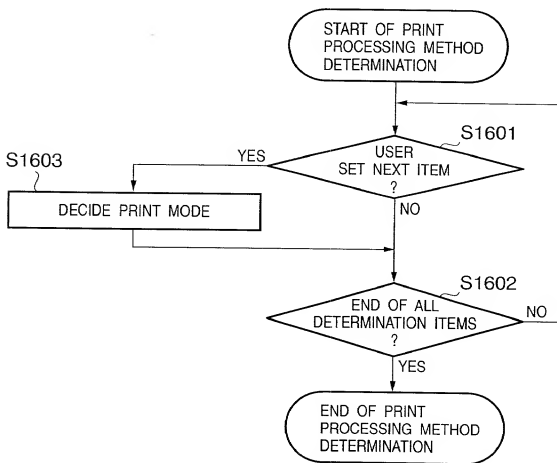 START OF PRINT
PROCESSING METHOD
DETERMINATION
S1601
USER
SET NEXT ITEM
?
YES
NO
S1603
DECIDE PRINT MODE
S1602
END OF ALL
DETERMINATION ITEMS
?
NO
YES
END OF PRINT
PROCESSING METHOD
DETERMINATION